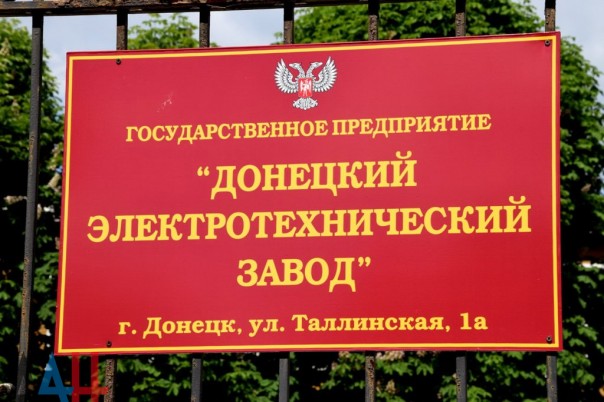 ГОСУДАРСТВЕННОЕ ПРЕДПРИЯТИЕ
“ДОНЕЦКИЙ
ЭЛЕКТРОТЕХНИЧЕСКИЙ
ЗАВОД”
г. Донецк, ул. Таллинская, 1а